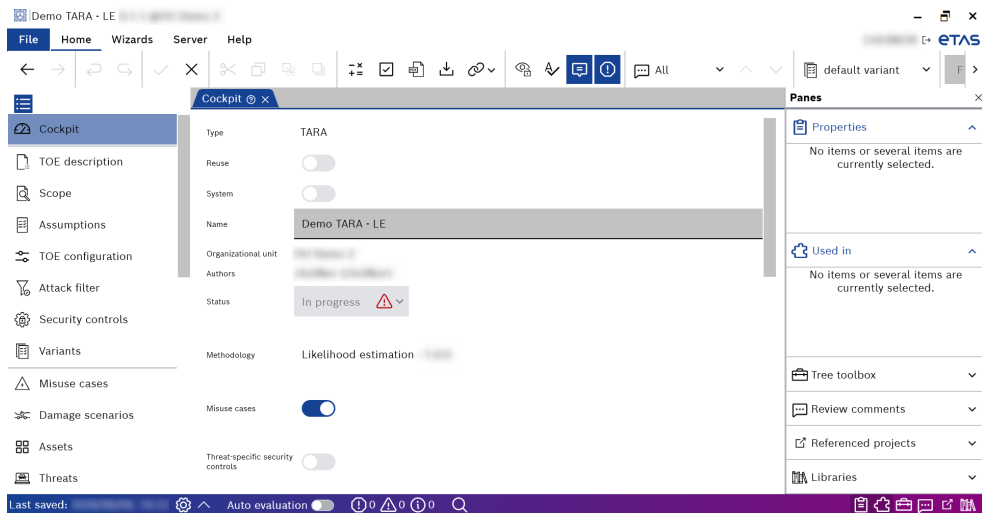 Demo TARA - LE
File Home Wizards Server Help
ETAS
All
default variant
F
Cockpit
Panes
Cockpit
TOE description
Scope
Assumptions
TOE configuration
Attack filter
Security controls
Variants
Misuse cases
Damage scenarios
Assets
Threats
Type TARA
Reuse
System
Name Demo TARA - LE
Organizational unit
Authors
Status In progress
Methodology Likelihood estimation
Misuse cases
Threat-specific security
controls
Properties
No items or several items are
currently selected.
Used in
No items or several items are
currently selected.
Tree toolbox
Review comments
Referenced projects
Libraries
Last saved: Auto evaluation 0 0 0